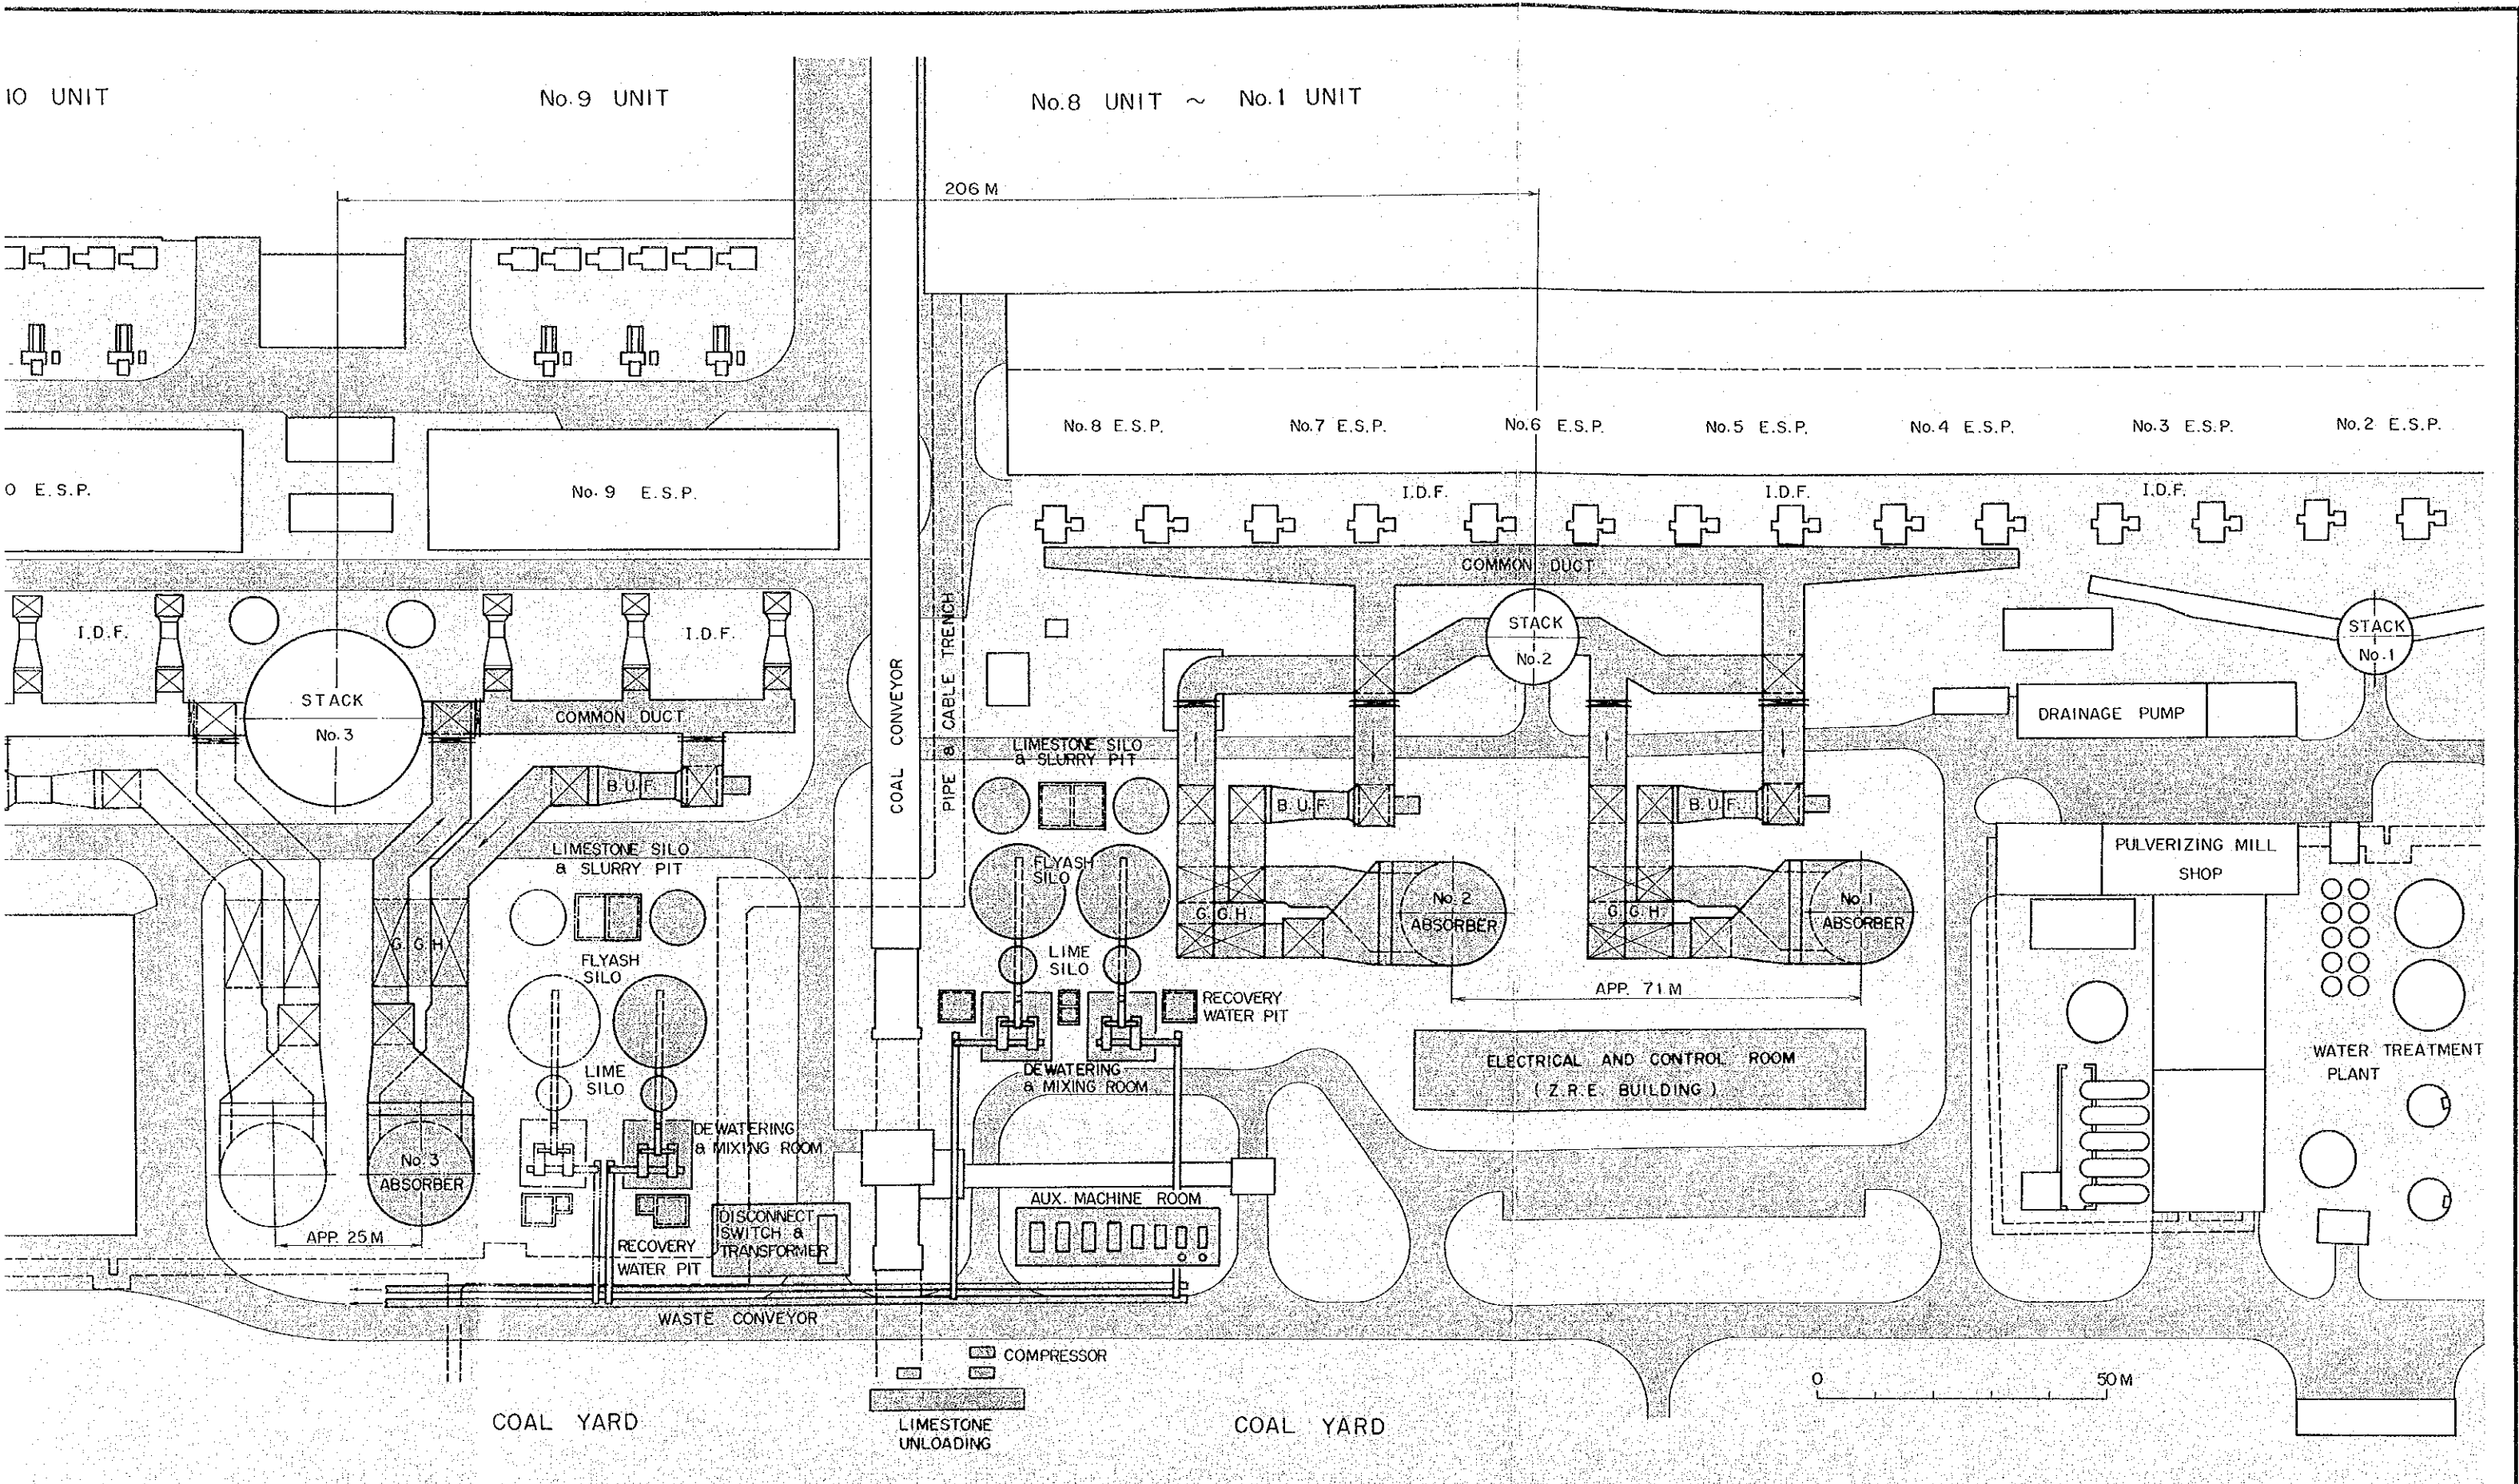 10 UNIT
No.9 UNIT
No.8 UNIT ~ No.1 UNIT
206 M
No.8 E.S.P.
No.7 E.S.P.
No.6 E.S.P.
No.5 E.S.P.
No.4 E.S.P.
No.3 E.S.P.
No.2 E.S.P.
0 E.S.P.
No.9 E.S.P.
I.D.F.
I.D.F.
I.D.F.
COMMON DUCT
I.D.F.
I.D.F.
STACK
No.3
COMMON DUCT
B.U.F.
COAL CONVEYOR
PIPE & CABLE TRENCH
STACK
No.2
STACK
No.1
DRAINAGE PUMP
LIMESTONE SILO
& SLURRY PIT
B.U.F.
B.U.F.
LIMESTONE SILO
& SLURRY PIT
FLYASH
SILO
G.G.H.
No.2
ABSORBER
G.G.H.
No.1
ABSORBER
PULVERIZING MILL
SHOP
G.G.H.
FLYASH
SILO
LIME
SILO
RECOVERY
WATER PIT
APP. 71 M
ELECTRICAL AND CONTROL ROOM
( Z.R.E. BUILDING )
WATER TREATMENT
PLANT
LIME
SILO
DEWATERING
& MIXING ROOM
DEWATERING
& MIXING ROOM
No.3
ABSORBER
APP. 25 M
RECOVERY
WATER PIT
DISCONNECT
SWITCH &
TRANSFORMER
AUX. MACHINE ROOM
WASTE CONVEYOR
COMPRESSOR
0 50 M
COAL YARD
LIMESTONE
UNLOADING
COAL YARD